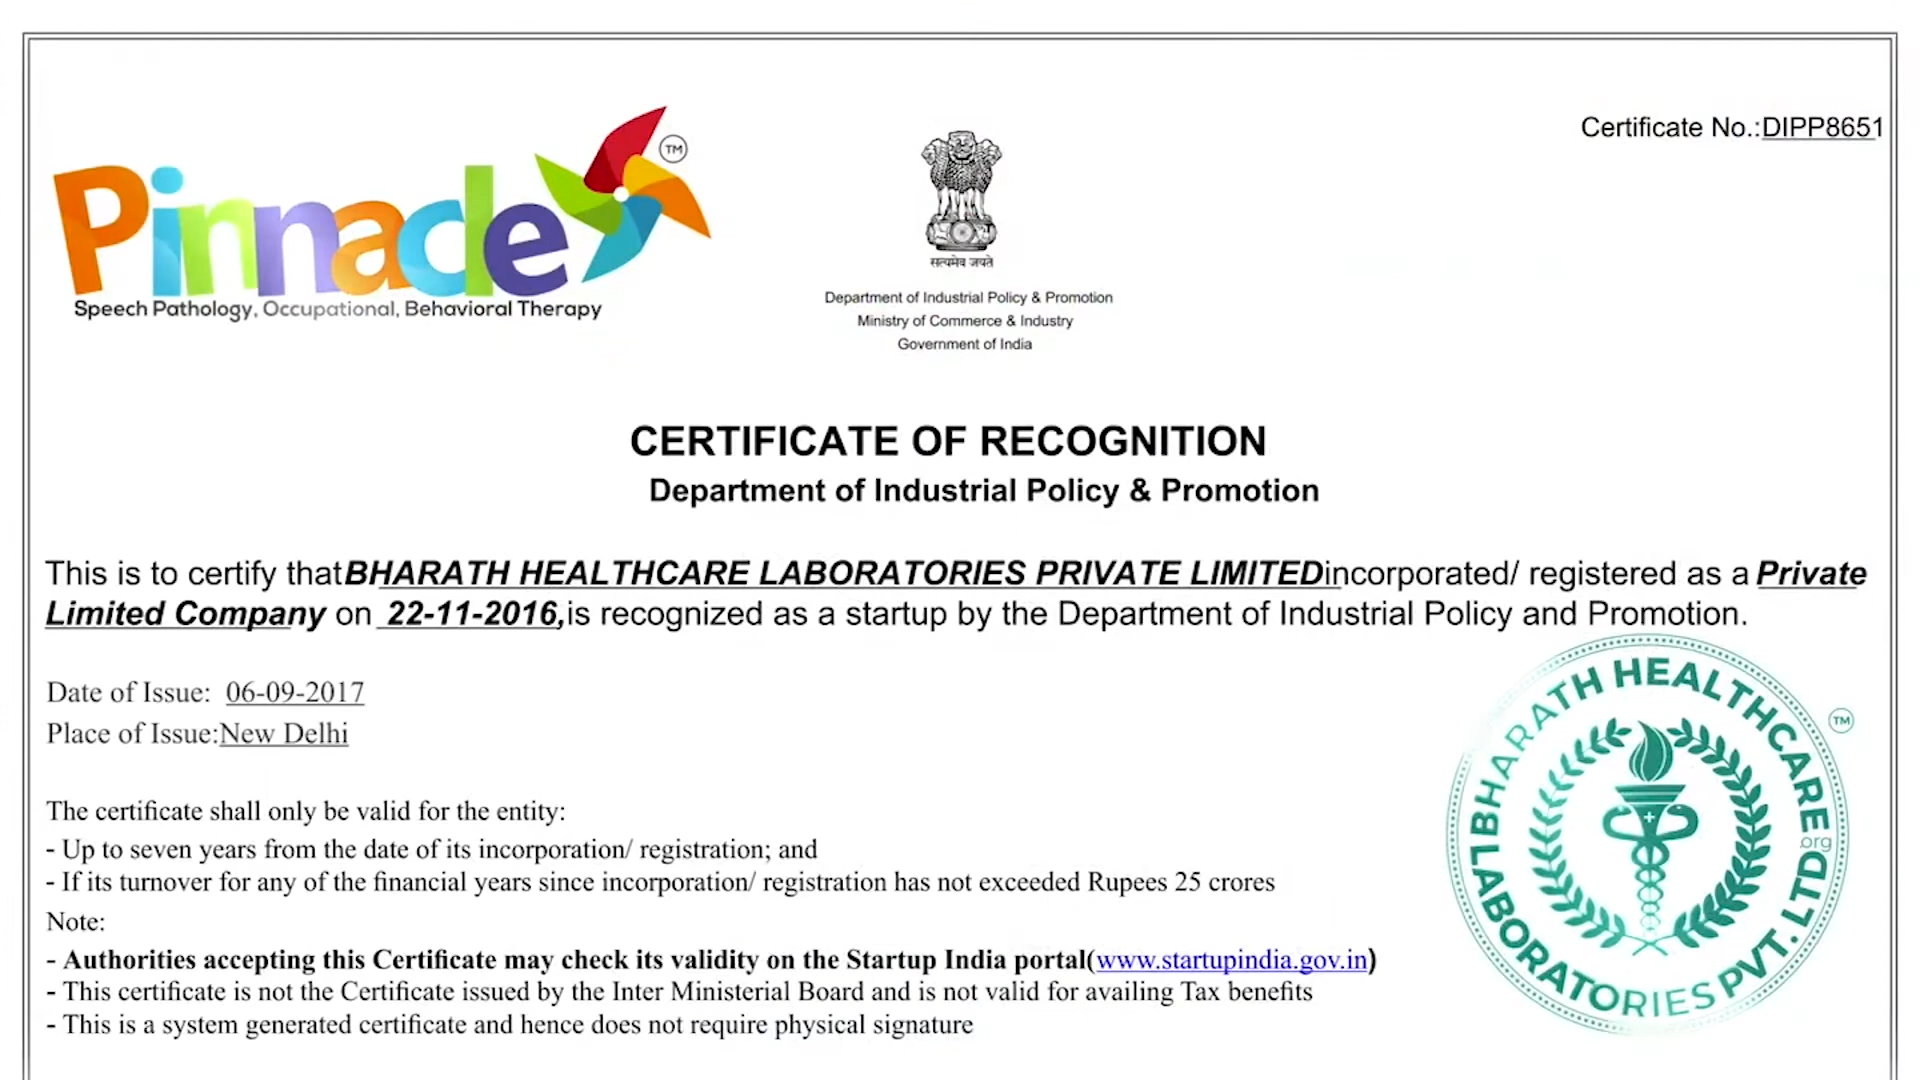 Certificate No.:DIPP8651
Pinnacle
TM
Speech Pathology, Occupational, Behavioral Therapy
सत्यमेव जयते
Department of Industrial Policy & Promotion
Ministry of Commerce & Industry
Government of India
CERTIFICATE OF RECOGNITION
Department of Industrial Policy & Promotion
This is to certify thatBHARATH HEALTHCARE LABORATORIES PRIVATE LIMITEDincorporated/ registered as a Private
Limited Company on 22-11-2016,is recognized as a startup by the Department of Industrial Policy and Promotion.
Date of Issue: 06-09-2017
Place of Issue:New Delhi
The certificate shall only be valid for the entity:
- Up to seven years from the date of its incorporation/ registration; and
- If its turnover for any of the financial years since incorporation/ registration has not exceeded Rupees 25 crores
Note:
- Authorities accepting this Certificate may check its validity on the Startup India portal(www.startupindia.gov.in)
- This certificate is not the Certificate issued by the Inter Ministerial Board and is not valid for availing Tax benefits
- This is a system generated certificate and hence does not require physical signature
BHARATH HEALTHCARE
LABORATORIES PVT. LTD
.org
TM